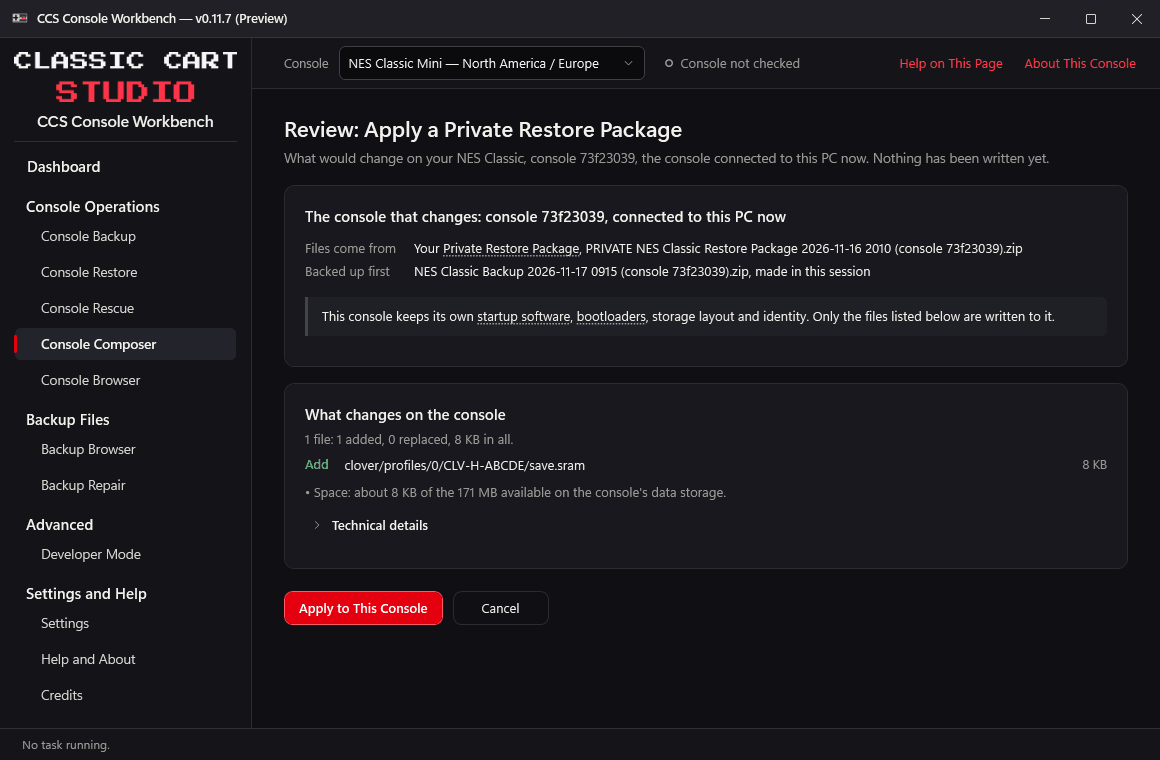 CCS Console Workbench — v0.11.7 (Preview)
CLASSIC CART
STUDIO
CCS Console Workbench
Dashboard
Console Operations
Console Backup
Console Restore
Console Rescue
Console Composer
Console Browser
Backup Files
Backup Browser
Backup Repair
Advanced
Developer Mode
Settings and Help
Settings
Help and About
Credits
Console
NES Classic Mini — North America / Europe
Console not checked
Help on This Page
About This Console
Review: Apply a Private Restore Package
What would change on your NES Classic, console 73f23039, the console connected to this PC now. Nothing has been written yet.
The console that changes: console 73f23039, connected to this PC now
Files come from Your Private Restore Package, PRIVATE NES Classic Restore Package 2026-11-16 2010 (console 73f23039).zip
Backed up first NES Classic Backup 2026-11-17 0915 (console 73f23039).zip, made in this session
This console keeps its own startup software, bootloaders, storage layout and identity. Only the files listed below are written to it.
What changes on the console
1 file: 1 added, 0 replaced, 8 KB in all.
Add clover/profiles/0/CLV-H-ABCDE/save.sram 8 KB
• Space: about 8 KB of the 171 MB available on the console's data storage.
Technical details
Apply to This Console
Cancel
No task running.